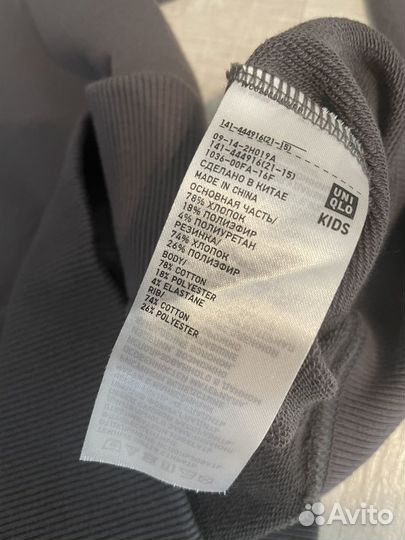 141-444916(21-15)
09-14-2H019A
141-444916(21-15)
1036-00FA-16F
СДЕЛАНО В КИТАЕ
MADE IN CHINA
ОСНОВНАЯ ЧАСТЬ/
78% ХЛОПОК
18% ПОЛИЭФИР
4% ПОЛИУРЕТАН
РЕЗИНКА/
74% ХЛОПОК
26% ПОЛИЭФИР
BODY/
78% COTTON
18% POLYESTER
4% ELASTANE
RIB/
74% COTTON
26% POLYESTER
UNI
QLO
KIDS
Avito